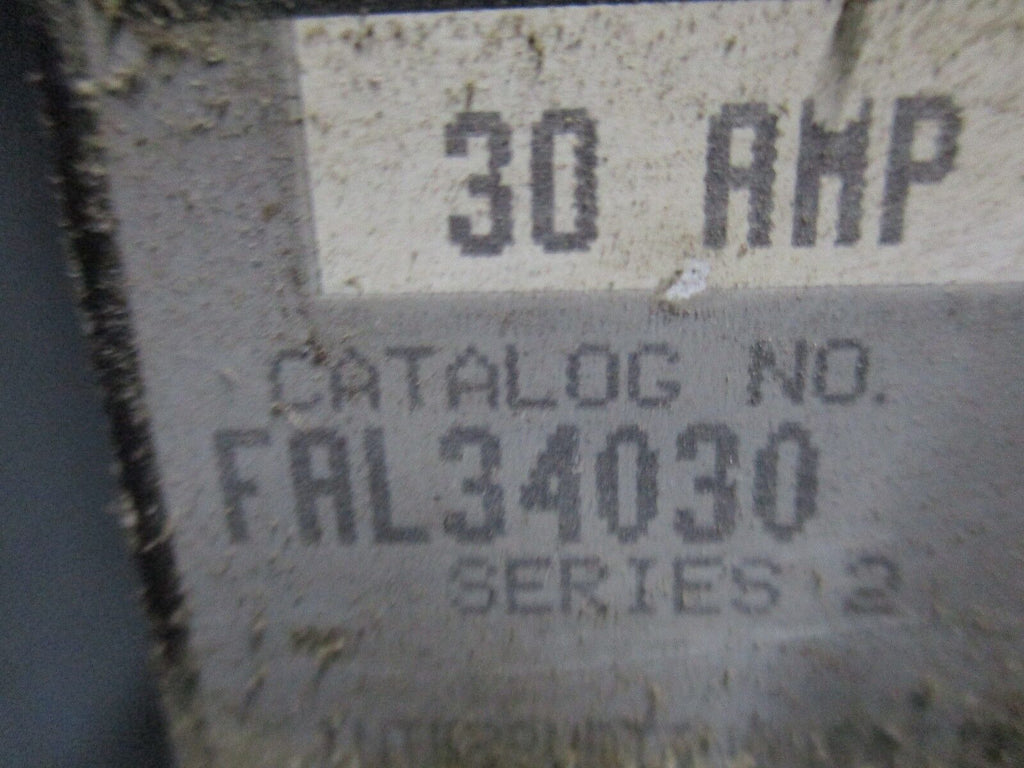 30 AMP
CATALOG NO.
FAL34030
SERIES 2